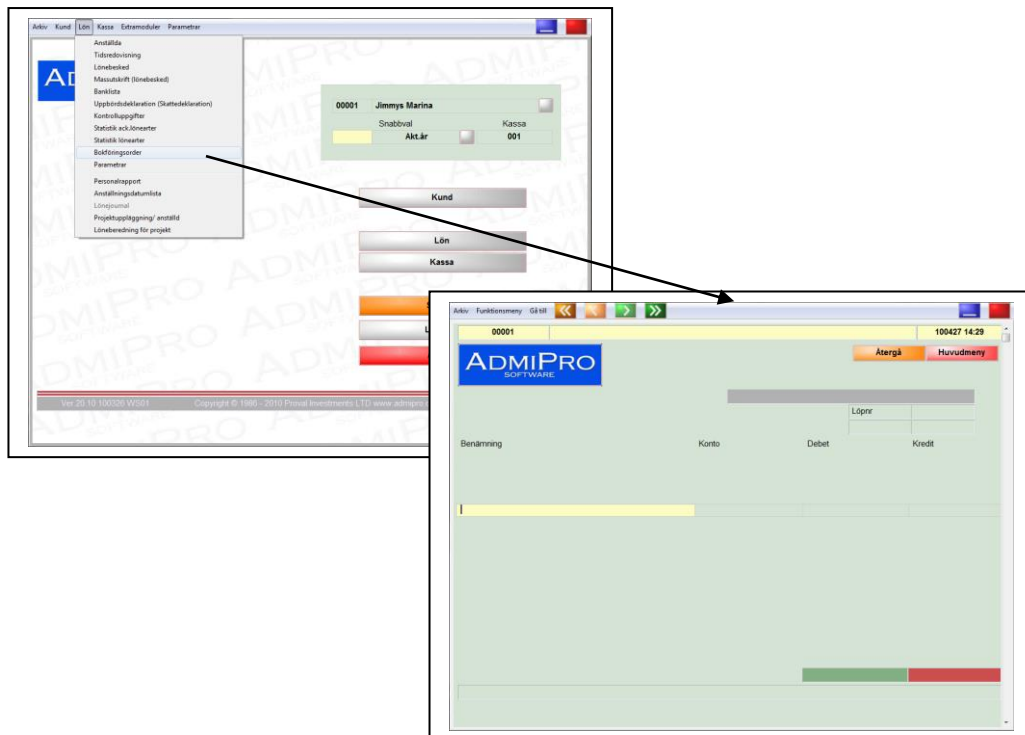 Arkiv Kund Lön Kassa Extramoduler Parametrar
Anställda
Tidsredovisning
Lönebesked
Massutskrift (lönebesked)
Banklista
Uppbördsdeklaration (Skattedeklaration)
Kontrolluppgifter
Statistik ack.lönearter
Statistik lönearter
Bokföringsorder
Parametrar
Personalrapport
Anställningsdatumlista
Lönejournal
Projektuppläggning/ anställd
Löneberedning för projekt
00001 Jimmys Marina
Snabbval Kassa
Akt.år 001
Kund
Lön
Kassa
Ver 20.10 100326 WS01 Copyright © 1986 - 2010 Proval Investments LTD www.admipro.
Arkiv Funktionsmeny Gå till
00001 100427 14:29
ADMIPRO
SOFTWARE
Återgå Huvudmeny
Löpnr
Benämning Konto Debet Kredit